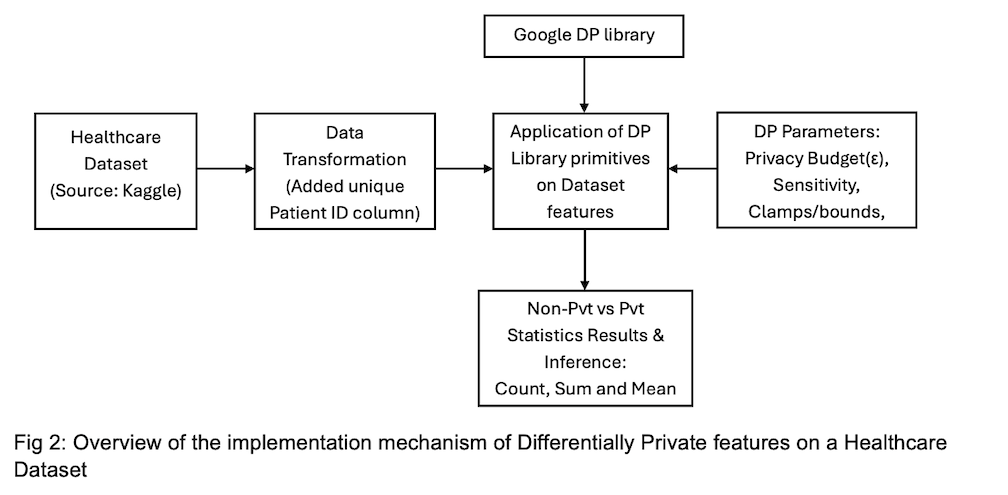 Google DP library
Healthcare
Dataset
(Source: Kaggle)
Data
Transformation
(Added unique
Patient ID column)
Application of DP
Library primitives
on Dataset
features
DP Parameters:
Privacy Budget(ε),
Sensitivity,
Clamps/bounds,
Non-Pvt vs Pvt
Statistics Results &
Inference:
Count, Sum and Mean
Fig 2: Overview of the implementation mechanism of Differentially Private features on a Healthcare
Dataset